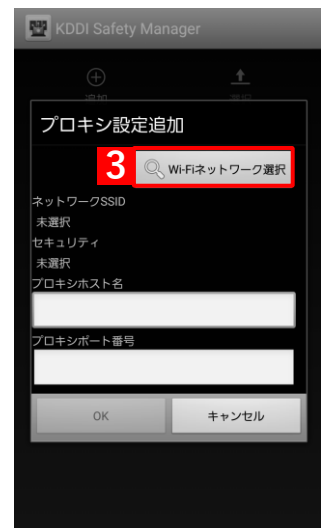 KDDI Safety Manager
追加
選択
プロキシ設定追加
3
Wi-Fiネットワーク選択
ネットワークSSID
未選択
セキュリティ
未選択
プロキシホスト名
プロキシポート番号
OK
キャンセル